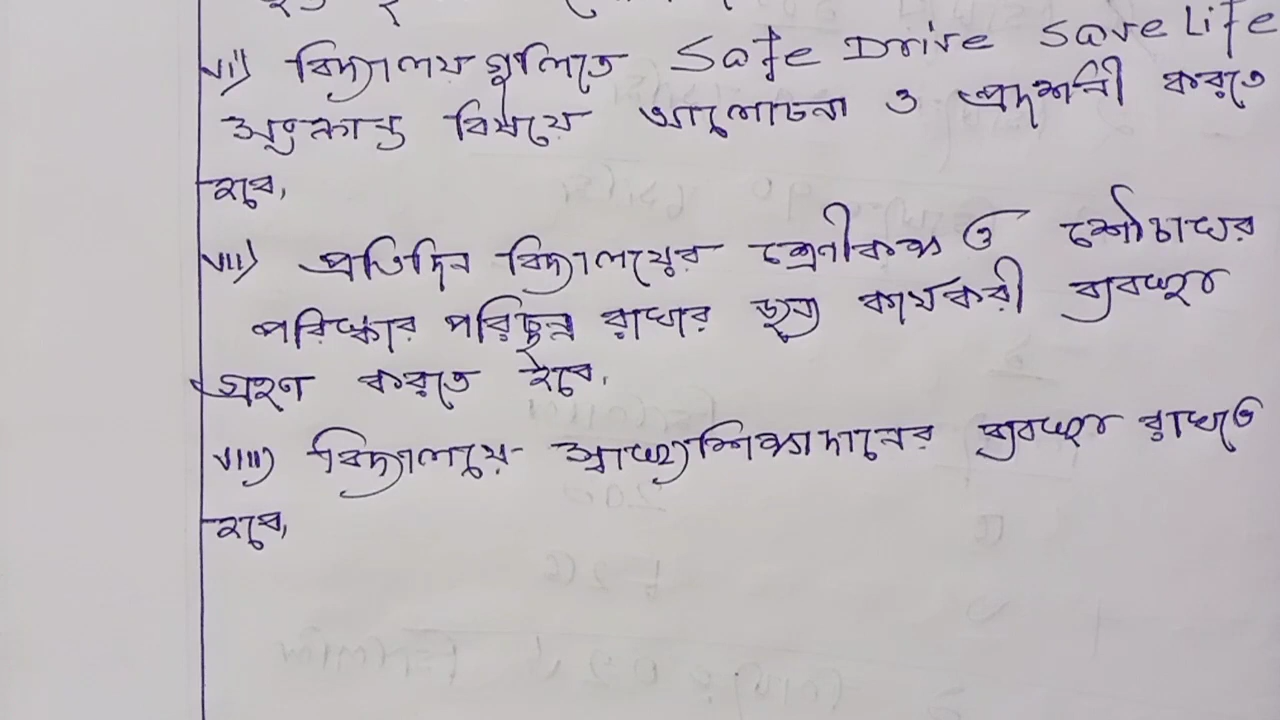 vi) বিদ্যালয়গুলিতে Safe Drive Save Life
সংক্রান্ত বিষয়ে আলোচনা ও প্রদর্শনী করতে
হবে,
vii) প্রতিদিন বিদ্যালয়ের শ্রেণীকক্ষ ও শৌচাঘর
পরিস্কার পরিচ্ছন্ন রাখার জন্য কার্যকরী ব্যবস্থা
গ্রহণ করতে হবে,
viii) বিদ্যালয়ে স্বাস্থ্যশিক্ষাদানের ব্যবস্থা রাখতে
হবে,